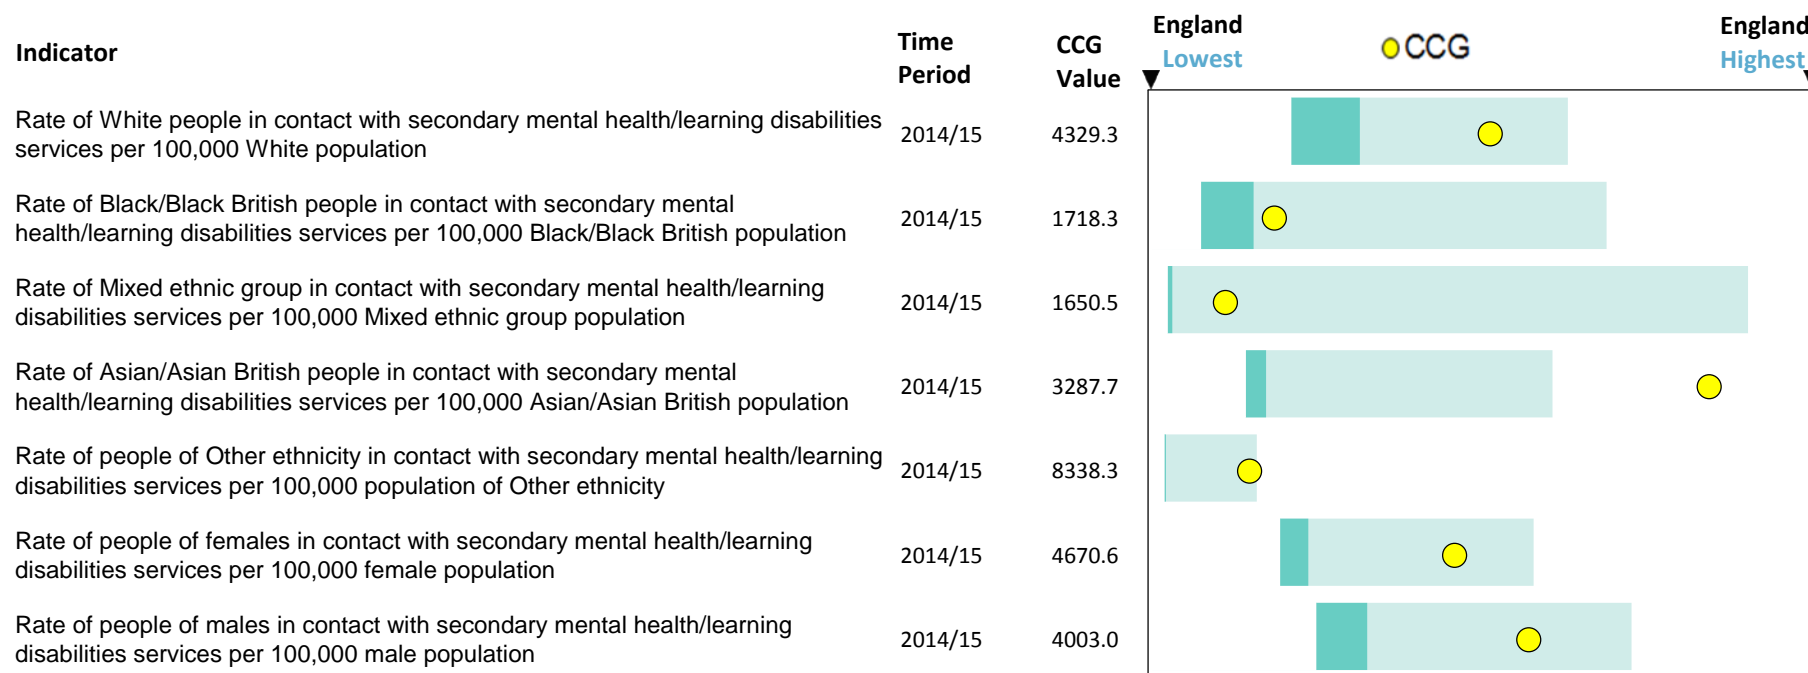 Indicator
Time
Period
CCG
Value
England
Lowest
CCG
England
Highest
Rate of White people in contact with secondary mental health/learning disabilities
services per 100,000 White population
2014/15
4329.3
Rate of Black/Black British people in contact with secondary mental
health/learning disabilities services per 100,000 Black/Black British population
2014/15
1718.3
Rate of Mixed ethnic group in contact with secondary mental health/learning
disabilities services per 100,000 Mixed ethnic group population
2014/15
1650.5
Rate of Asian/Asian British people in contact with secondary mental
health/learning disabilities services per 100,000 Asian/Asian British population
2014/15
3287.7
Rate of people of Other ethnicity in contact with secondary mental health/learning
disabilities services per 100,000 population of Other ethnicity
2014/15
8338.3
Rate of people of females in contact with secondary mental health/learning
disabilities services per 100,000 female population
2014/15
4670.6
Rate of people of males in contact with secondary mental health/learning
disabilities services per 100,000 male population
2014/15
4003.0